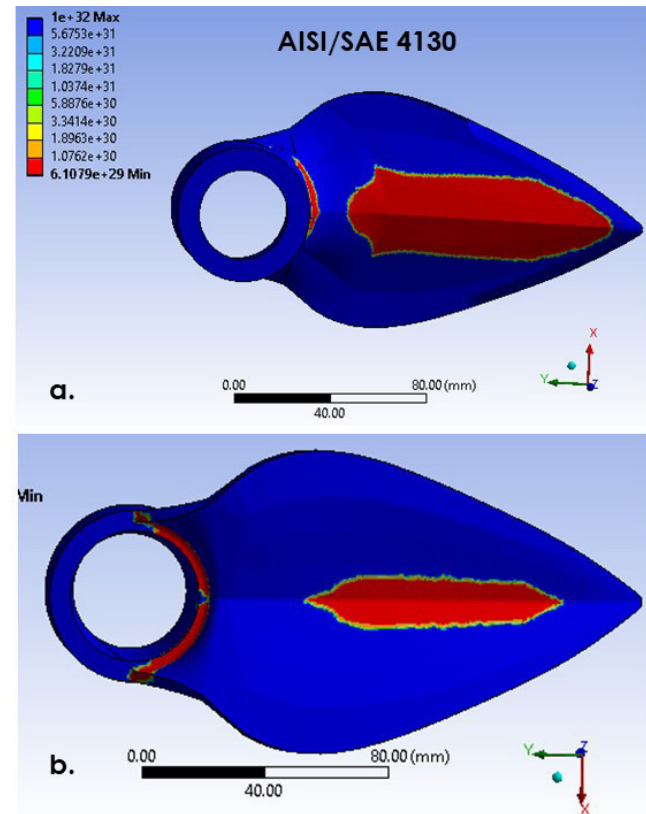 1e+32 Max
5.6753e+31
3.2209e+31
1.8279e+31
1.0374e+31
5.8876e+30
3.3414e+30
1.8963e+30
1.0762e+30
6.1079e+29 Min
AISI/SAE 4130
X
Y
Z
0.00
80.00 (mm)
40.00
a.
Min
0.00
80.00 (mm)
40.00
b.
Y
Z
X